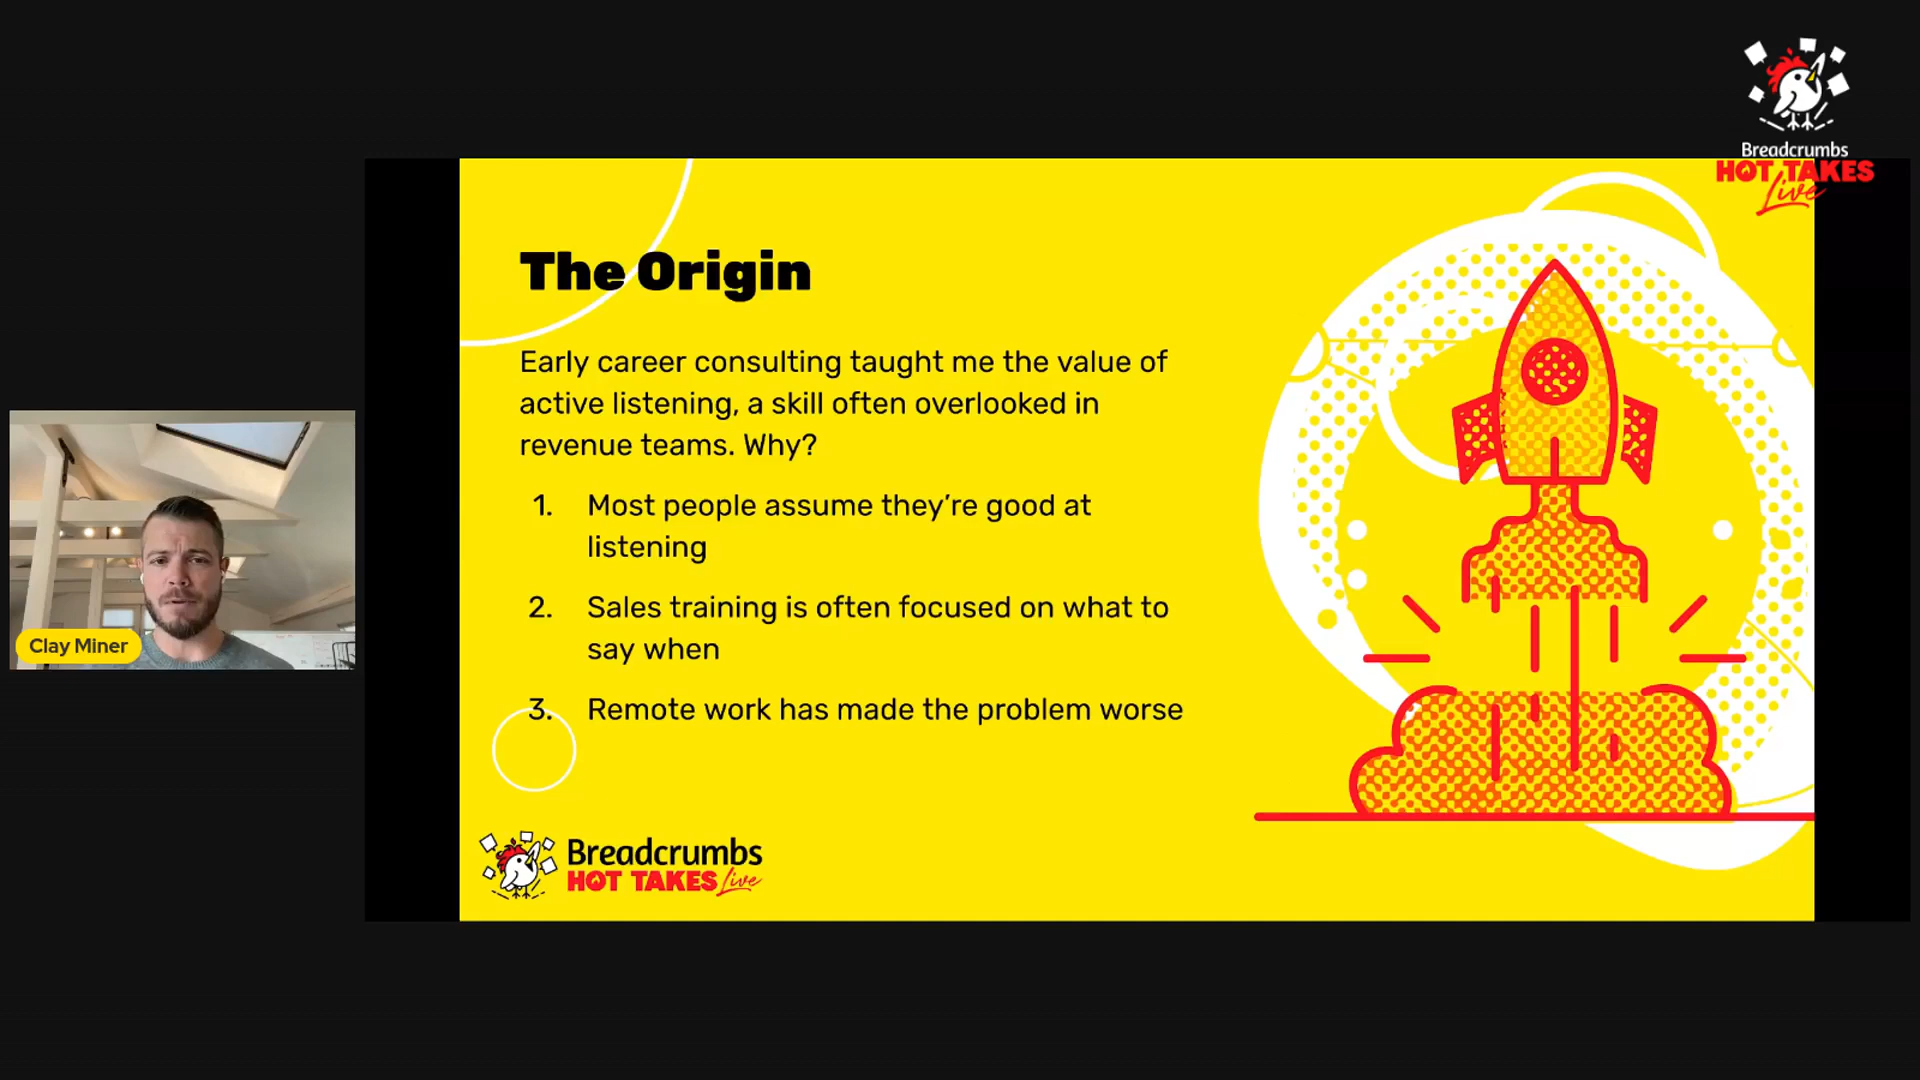 Breadcrumbs
HOT TAKES
Live
The Origin
Early career consulting taught me the value of
active listening, a skill often overlooked in
revenue teams. Why?
1. Most people assume they’re good at
listening
2. Sales training is often focused on what to
say when
3. Remote work has made the problem worse
Clay Miner
Breadcrumbs
HOT TAKES Live